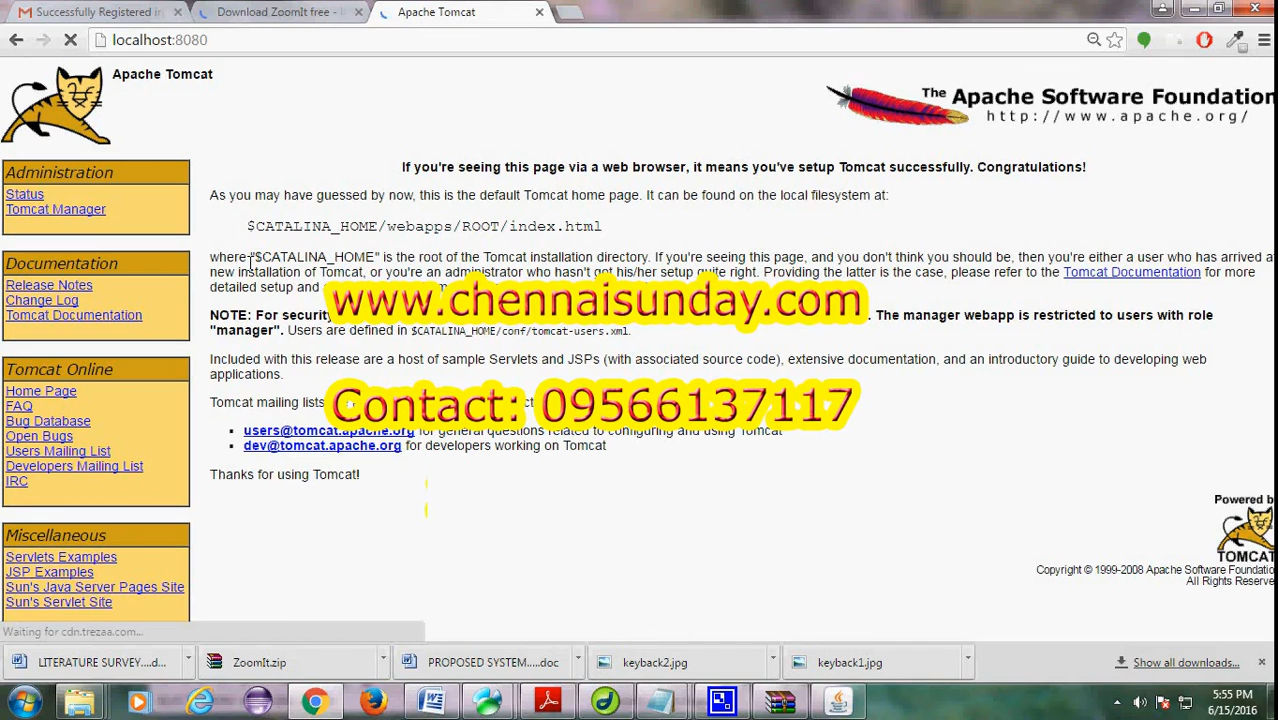 Successfully Registered in
Download ZoomIt free -
Apache Tomcat
localhost:8080
Apache Tomcat
The Apache Software Foundation
http://www.apache.org/
Administration
Status
Tomcat Manager
Documentation
Release Notes
Change Log
Tomcat Documentation
Tomcat Online
Home Page
FAQ
Bug Database
Open Bugs
Users Mailing List
Developers Mailing List
IRC
Miscellaneous
Servlets Examples
JSP Examples
Sun's Java Server Pages Site
Sun's Servlet Site
If you're seeing this page via a web browser, it means you've setup Tomcat successfully. Congratulations!
As you may have guessed by now, this is the default Tomcat home page. It can be found on the local filesystem at:
$CATALINA_HOME/webapps/ROOT/index.html
where "$CATALINA_HOME" is the root of the Tomcat installation directory. If you're seeing this page, and you don't think you should be, then you're either a user who has arrived at
new installation of Tomcat, or you're an administrator who hasn't got his/her setup quite right. Providing the latter is the case, please refer to the Tomcat Documentation for more
detailed setup and
www.chennaisunday.com
NOTE: For security The manager webapp is restricted to users with role
"manager". Users are defined in $CATALINA_HOME/conf/tomcat-users.xml.
Included with this release are a host of sample Servlets and JSPs (with associated source code), extensive documentation, and an introductory guide to developing web
applications.
Tomcat mailing lists
Contact: 09566137117
users@tomcat.apache.org for general questions related to configuring and using Tomcat
dev@tomcat.apache.org for developers working on Tomcat
Thanks for using Tomcat!
Powered by
TOMCAT
Copyright © 1999-2008 Apache Software Foundatio
All Rights Reserve
Waiting for cdn.trezaa.com...
LITERATURE SURVEY....d...
ZoomIt.zip
PROPOSED SYSTEM.....doc
keyback2.jpg
keyback1.jpg
Show all downloads...
5:55 PM
6/15/2016